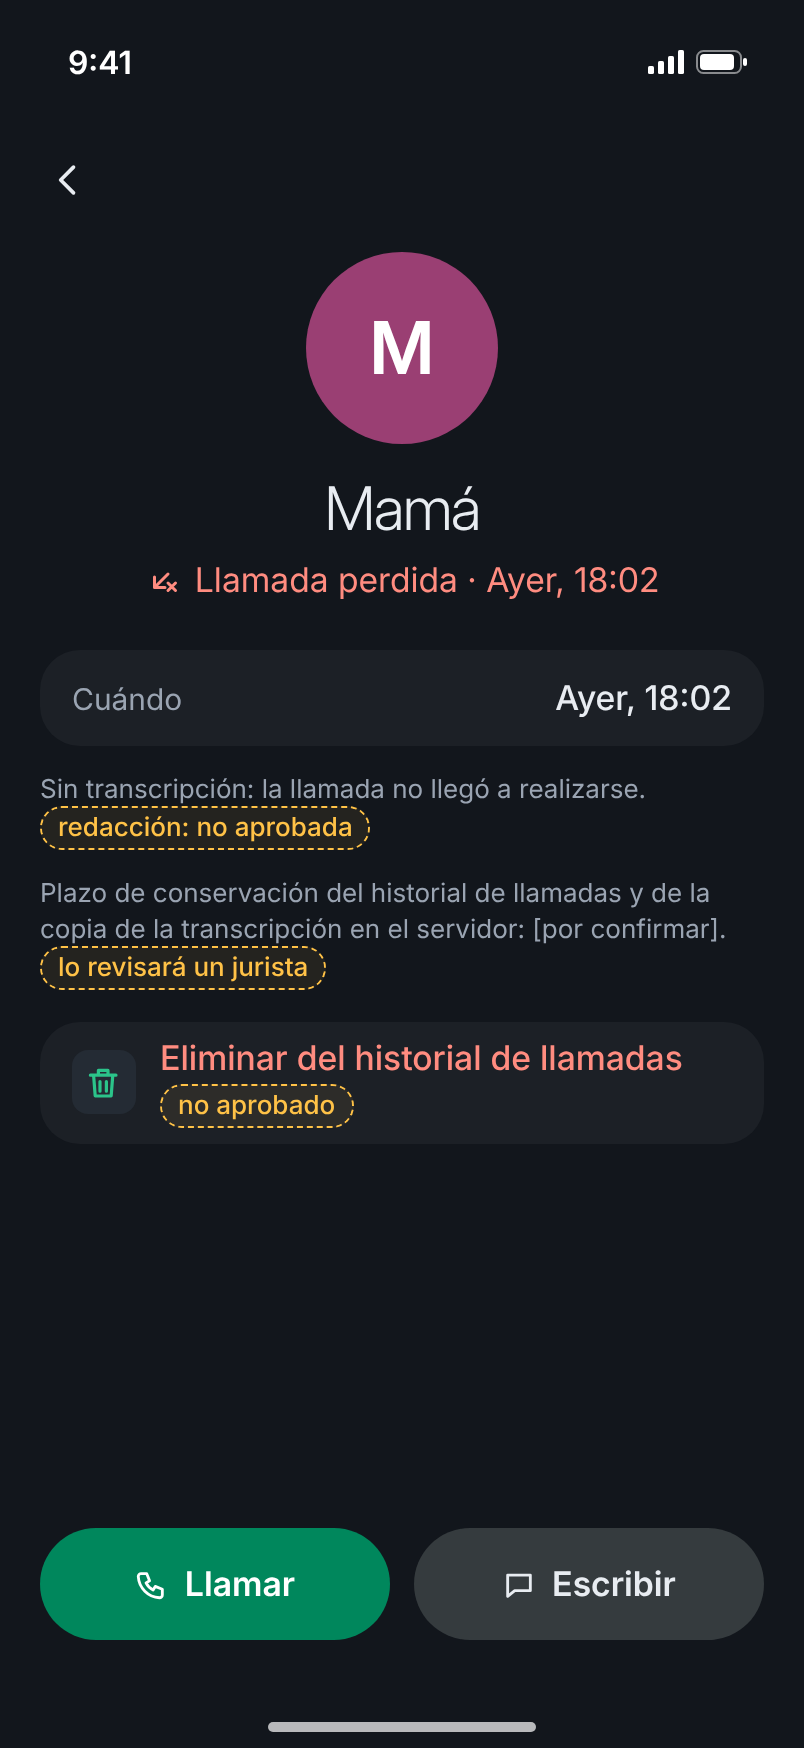 9:41
M
Mamá
Llamada perdida · Ayer, 18:02
Cuándo
Ayer, 18:02
Sin transcripción: la llamada no llegó a realizarse.
redacción: no aprobada
Plazo de conservación del historial de llamadas y de la
copia de la transcripción en el servidor: [por confirmar].
lo revisará un jurista
Eliminar del historial de llamadas
no aprobado
Llamar
Escribir